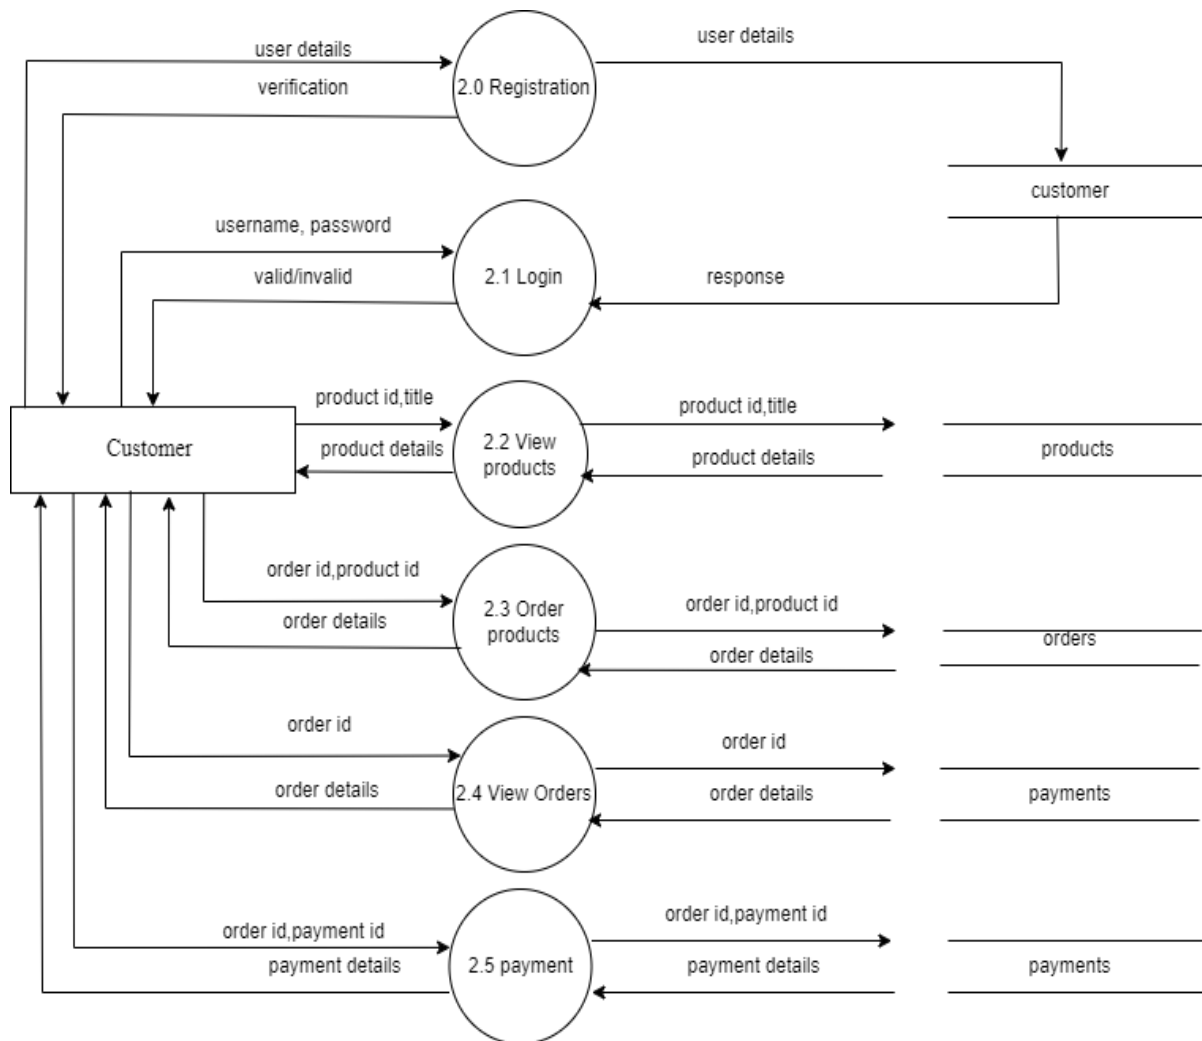 user details
user details
verification
2.0 Registration
customer
username, password
valid/invalid
2.1 Login
response
product id,title
product details
2.2 View
products
product id,title
product details
products
Customer
order id,product id
order details
2.3 Order
products
order id,product id
order details
orders
order id
order details
2.4 View Orders
order id
order details
payments
order id,payment id
payment details
2.5 payment
order id,payment id
payment details
payments